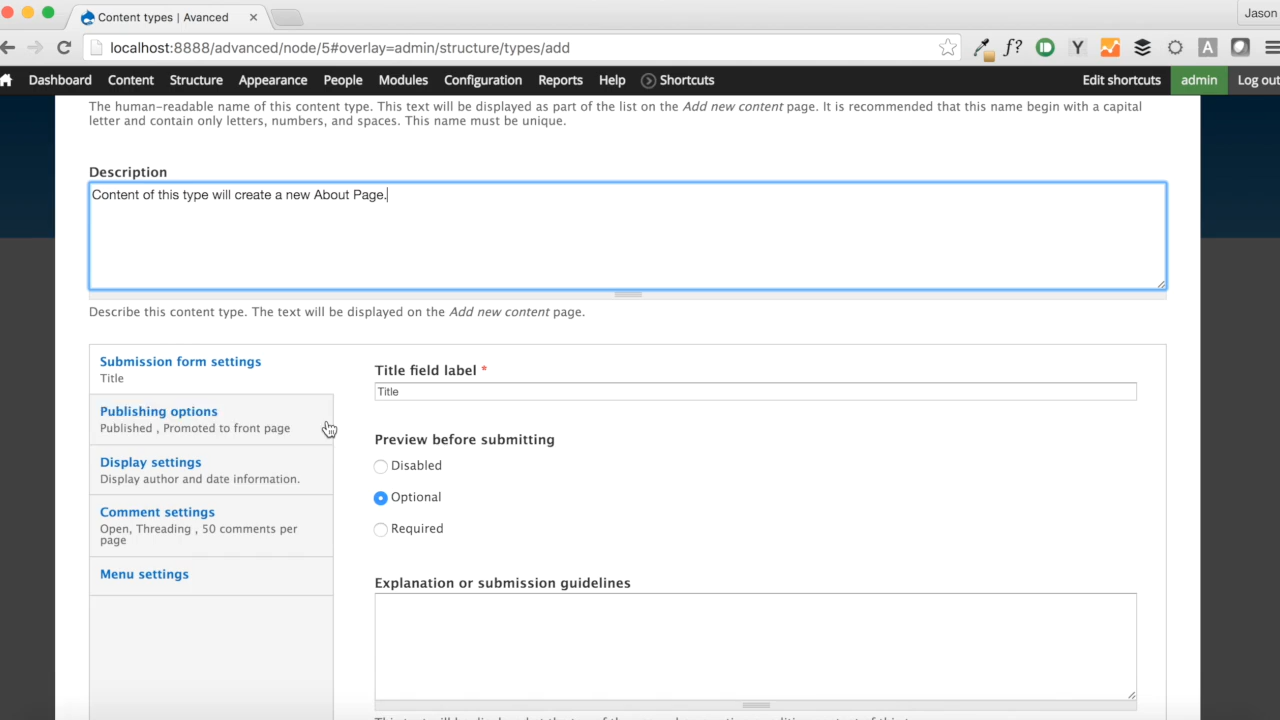 Content types | Avanced
Jason
localhost:8888/advanced/node/5#overlay=admin/structure/types/add
f?
Y
A
Dashboard Content Structure Appearance People Modules Configuration Reports Help Shortcuts Edit shortcuts admin Log out
The human-readable name of this content type. This text will be displayed as part of the list on the Add new content page. It is recommended that this name begin with a capital
letter and contain only letters, numbers, and spaces. This name must be unique.
Description
Content of this type will create a new About Page.
Describe this content type. The text will be displayed on the Add new content page.
Submission form settings
Title
Publishing options
Published , Promoted to front page
Display settings
Display author and date information.
Comment settings
Open, Threading , 50 comments per
page
Menu settings
Title field label *
Title
Preview before submitting
Disabled
Optional
Required
Explanation or submission guidelines